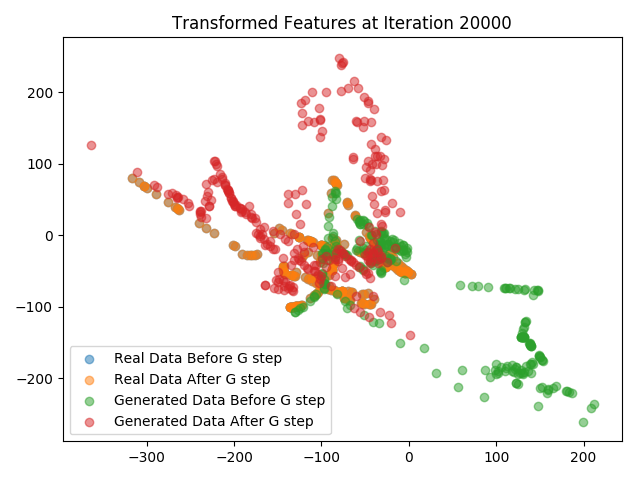 Transformed Features at Iteration 20000
200
100
0
−100
−200
Real Data Before G step
Real Data After G step
Generated Data Before G step
Generated Data After G step
−300 −200 −100 0 100 200